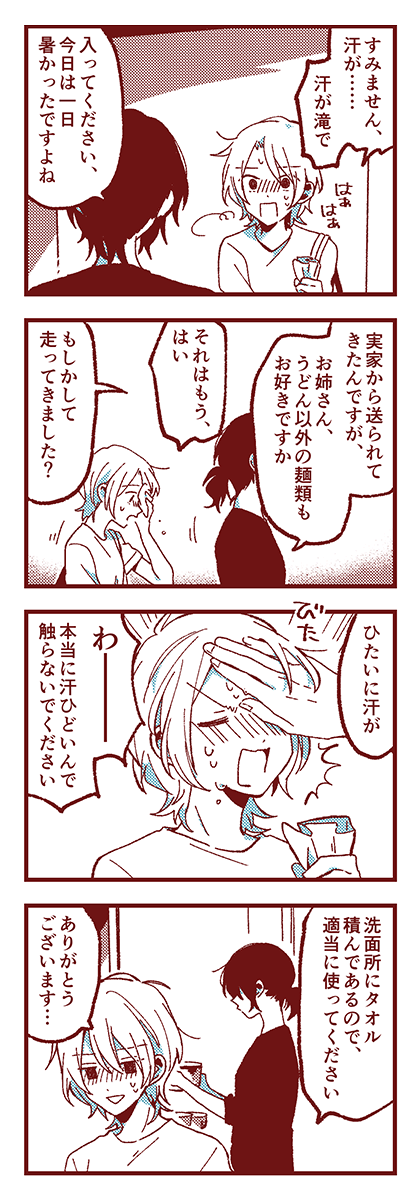 すみません、
汗が……
汗が滝で
はぁ
はぁ
入ってください、
今日は一日
暑かったですよね
実家から送られて
きたんですが、
お姉さん、
うどん以外の麺類も
お好きですか
それはもう、
はい
もしかして
走ってきました？
ひたいに汗が
びた
わーーー
本当に汗ひどいんで
触らないでください
洗面所にタオル
積んであるので、
適当に使ってください
ありがとう
ございます…